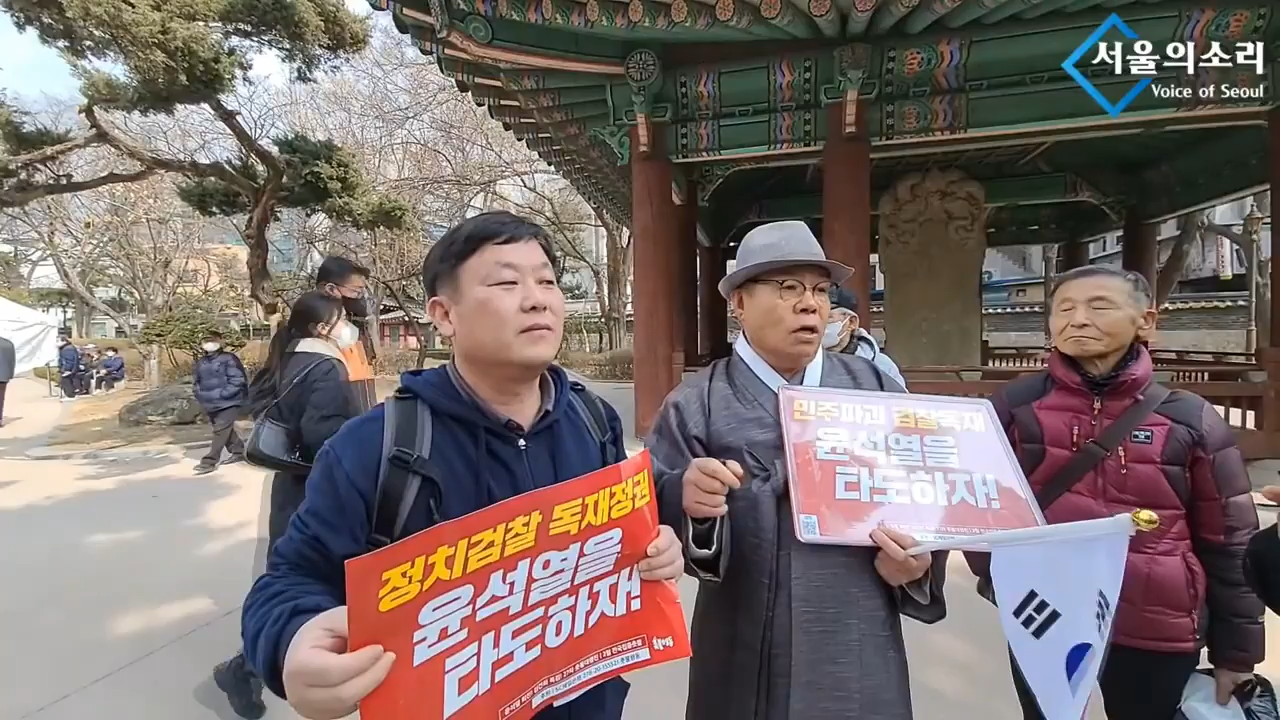 서울의소리
Voice of Seoul
민주파괴 검찰독재
윤석열을
타도하자!
정치검찰 독재정권
윤석열을
타도하자!